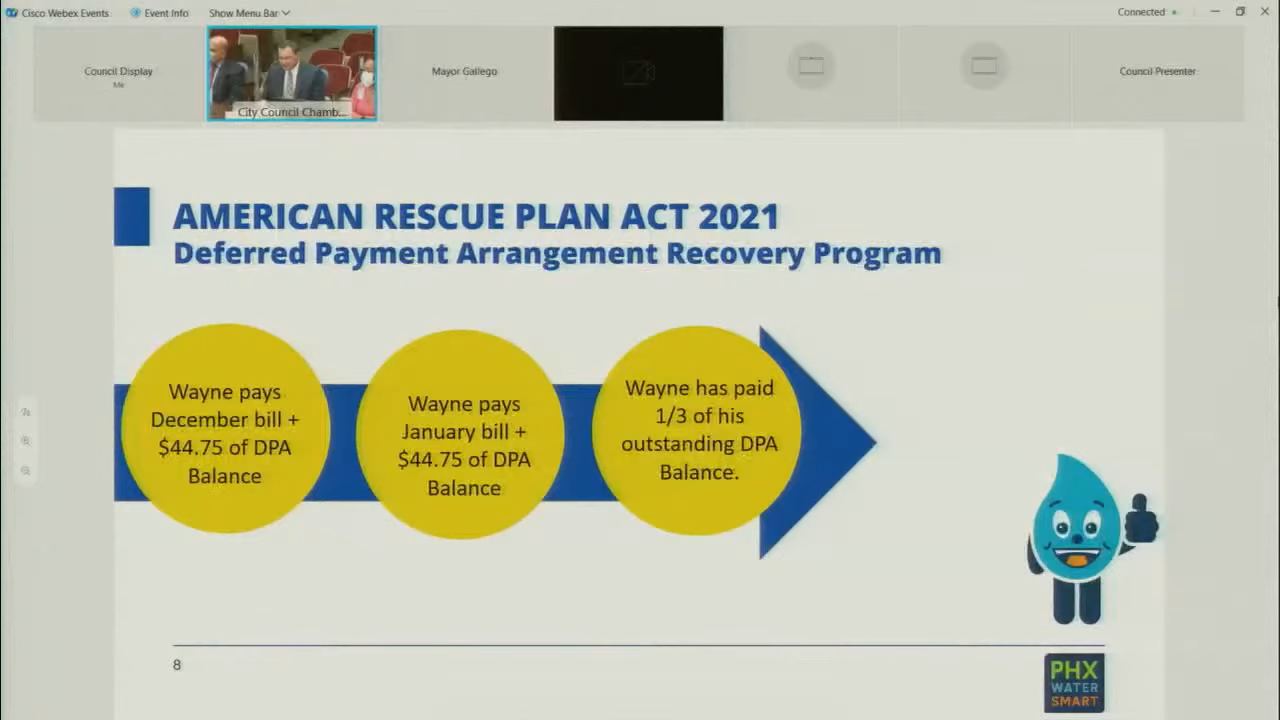 Cisco Webex Events
Event Info
Show Menu Bar
Connected
Council Display
Me
City Council Chamb...
Mayor Gallego
Council Presenter
AMERICAN RESCUE PLAN ACT 2021
Deferred Payment Arrangement Recovery Program
Wayne pays
December bill +
$44.75 of DPA
Balance
Wayne pays
January bill +
$44.75 of DPA
Balance
Wayne has paid
1/3 of his
outstanding DPA
Balance.
8
PHX
WATER
SMART